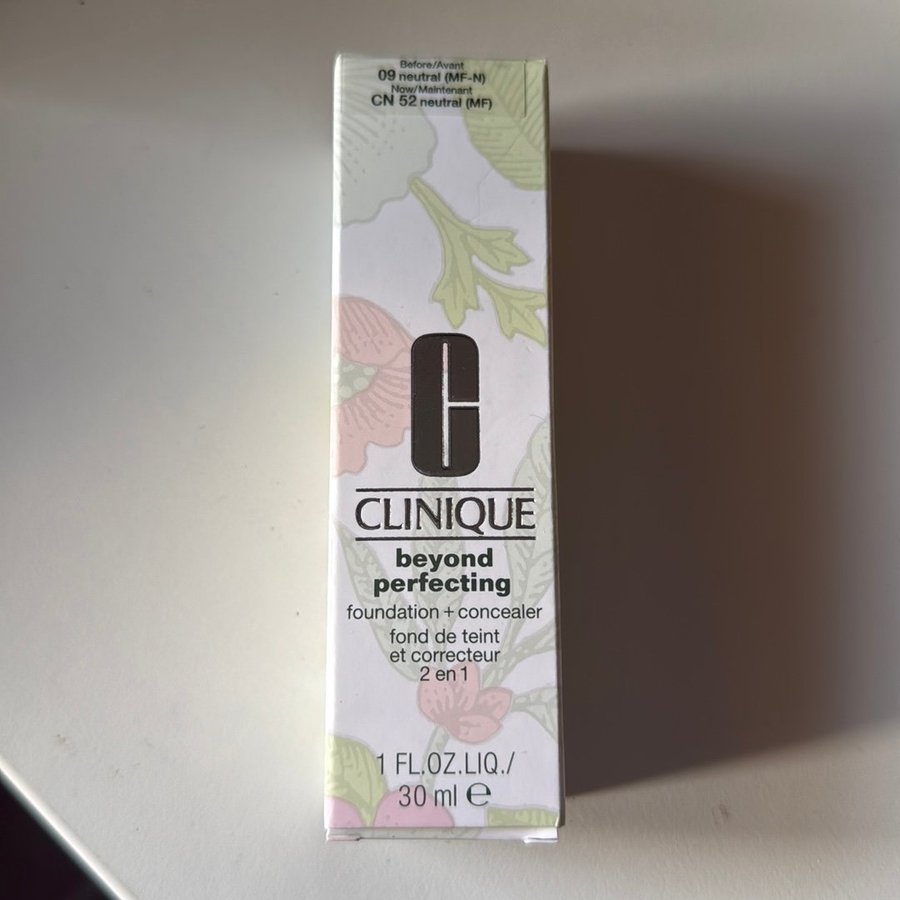 Before/Avant
09 neutral (MF-N)
Now/Maintenant
CN 52 neutral (MF)
CLINIQUE
beyond
perfecting
foundation + concealer
fond de teint
et correcteur
2 en 1
1 FL.OZ.LIQ./
30 ml ℮